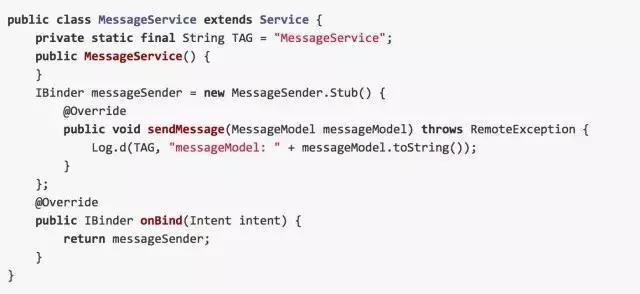 public class MessageService extends Service {
    private static final String TAG = "MessageService";
    public MessageService() {
    }
    IBinder messageSender = new MessageSender.Stub() {
        @Override
        public void sendMessage(MessageModel messageModel) throws RemoteException {
            Log.d(TAG, "messageModel: " + messageModel.toString());
        }
    };
    @Override
    public IBinder onBind(Intent intent) {
        return messageSender;
    }
}